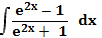 ∫ (e^{2x} − 1)/(e^{2x} + 1) dx